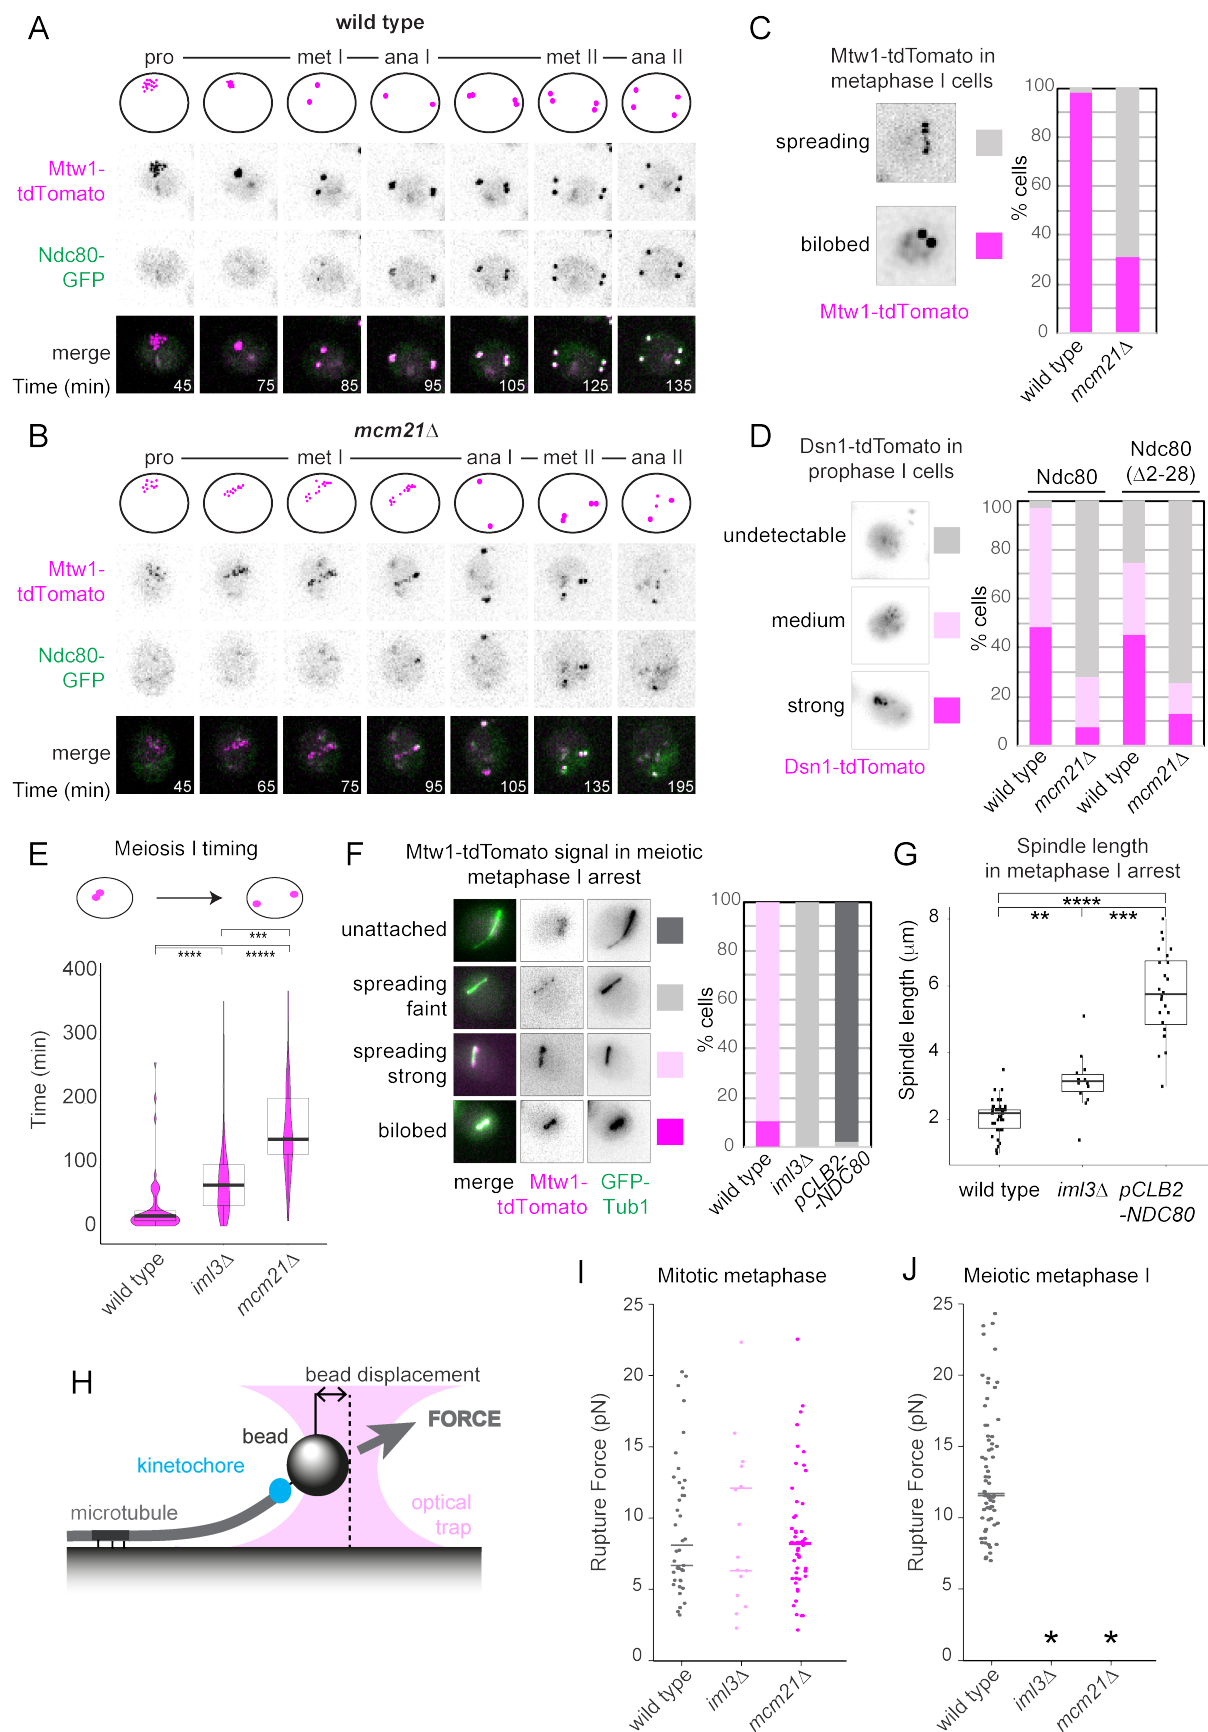 A
wild type
pro met I ana I met II ana II
Mtw1-
tdTomato
Ndc80-
GFP
merge
Time (min) 45 75 85 95 105 125 135
B
mcm21Δ
pro met I ana I met II ana II
Mtw1-
tdTomato
Ndc80-
GFP
merge
Time (min) 45 65 75 95 105 135 195
C
Mtw1-tdTomato in
metaphase I cells
spreading
bilobed
Mtw1-tdTomato
% cells
100
80
60
40
20
0
wild type
mcm21Δ
D
Dsn1-tdTomato in
prophase I cells
undetectable
medium
strong
Dsn1-tdTomato
Ndc80
Ndc80
(Δ2-28)
% cells
100
80
60
40
20
0
wild type
mcm21Δ
wild type
mcm21Δ
E
Meiosis I timing
***
**** *****
Time (min)
400
300
200
100
0
wild type
iml3Δ
mcm21Δ
F
Mtw1-tdTomato signal in meiotic
metaphase I arrest
unattached
spreading
faint
spreading
strong
bilobed
merge Mtw1-
tdTomato
GFP-
Tub1
% cells
100
80
60
40
20
0
wild type
iml3Δ
pCLB2-
-NDC80
G
Spindle length
in metaphase I arrest
****
** ***
Spindle length (μm)
8
6
4
2
wild type iml3Δ pCLB2
-NDC80
H
bead displacement
FORCE
bead
kinetochore
microtubule
optical
trap
I
Mitotic metaphase
Rupture Force (pN)
25
20
15
10
5
0
wild type
iml3Δ
mcm21Δ
J
Meiotic metaphase I
Rupture Force (pN)
25
20
15
10
5
0
* *
wild type
iml3Δ
mcm21Δ